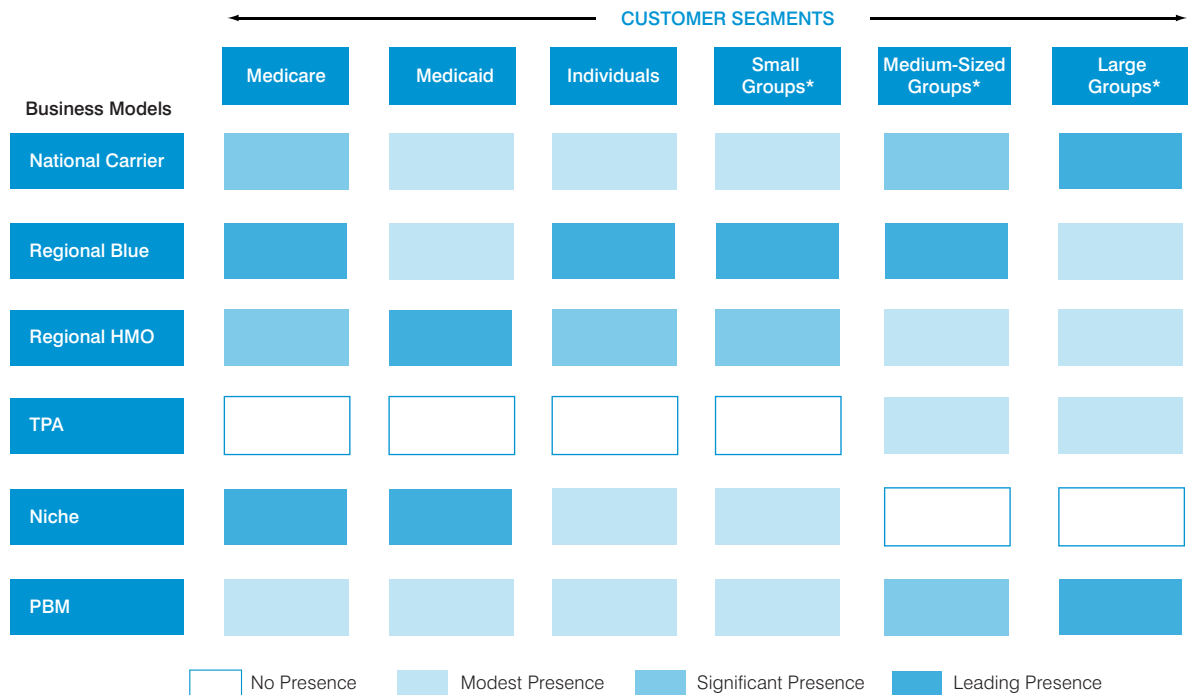 CUSTOMER SEGMENTS
Medicare
Medicaid
Individuals
Small
Groups*
Medium-Sized
Groups*
Large
Groups*
Business Models
National Carrier
Regional Blue
Regional HMO
TPA
Niche
PBM
No Presence
Modest Presence
Significant Presence
Leading Presence